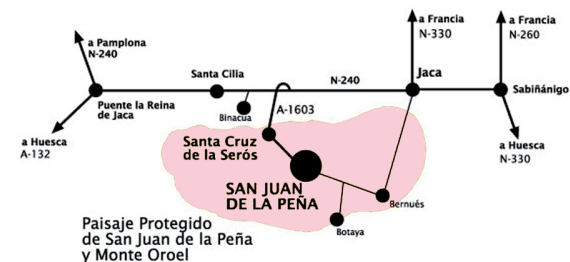 a Francia
N-330
a Francia
N-260
a Pamplona
N-240
Santa Cilia
N-240
Jaca
Sabiñánigo
Puente la Reina
de Jaca
Binacua
A-1603
a Huesca
A-132
Santa Cruz
de la Serós
a Huesca
N-330
SAN JUAN
DE LA PEÑA
Bernués
Botaya
Paisaje Protegido
de San Juan de la Peña
y Monte Oroel